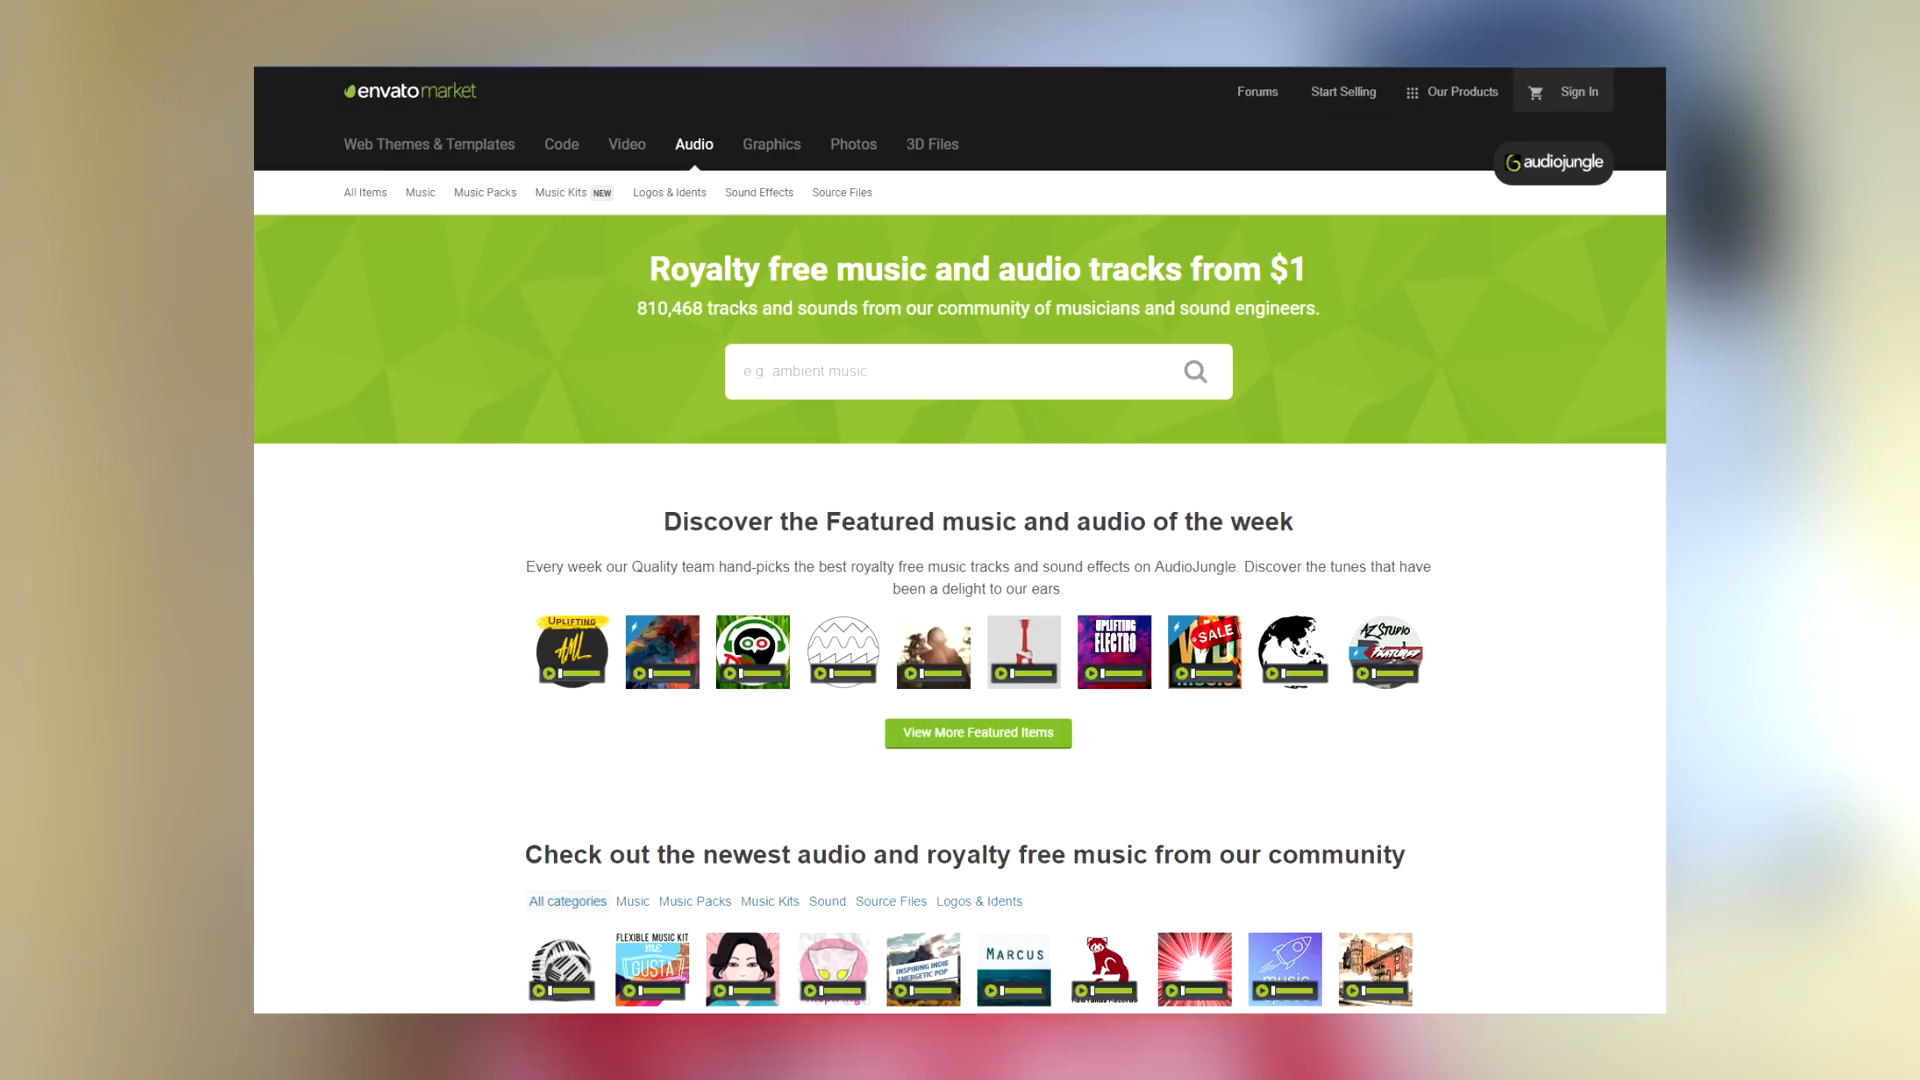 envatomarket
Forums Start Selling Our Products Sign In
Web Themes & Templates Code Video Audio Graphics Photos 3D Files
audiojungle
All Items Music Music Packs Music Kits NEW Logos & Idents Sound Effects Source Files
Royalty free music and audio tracks from $1
810,468 tracks and sounds from our community of musicians and sound engineers.
e.g. ambient music
Discover the Featured music and audio of the week
Every week our Quality team hand-picks the best royalty free music tracks and sound effects on AudioJungle. Discover the tunes that have
been a delight to our ears.
UPLIFTING
AML
UPLIFTING
ELECTRO
SALE
AZ STUDIO
FEATURED
View More Featured Items
Check out the newest audio and royalty free music from our community
All categories Music Music Packs Music Kits Sound Source Files Logos & Idents
FLEXIBLE MUSIC KIT
ME
GUSTA
INSPIRING INDIE
ENERGETIC POP
MARCUS
music